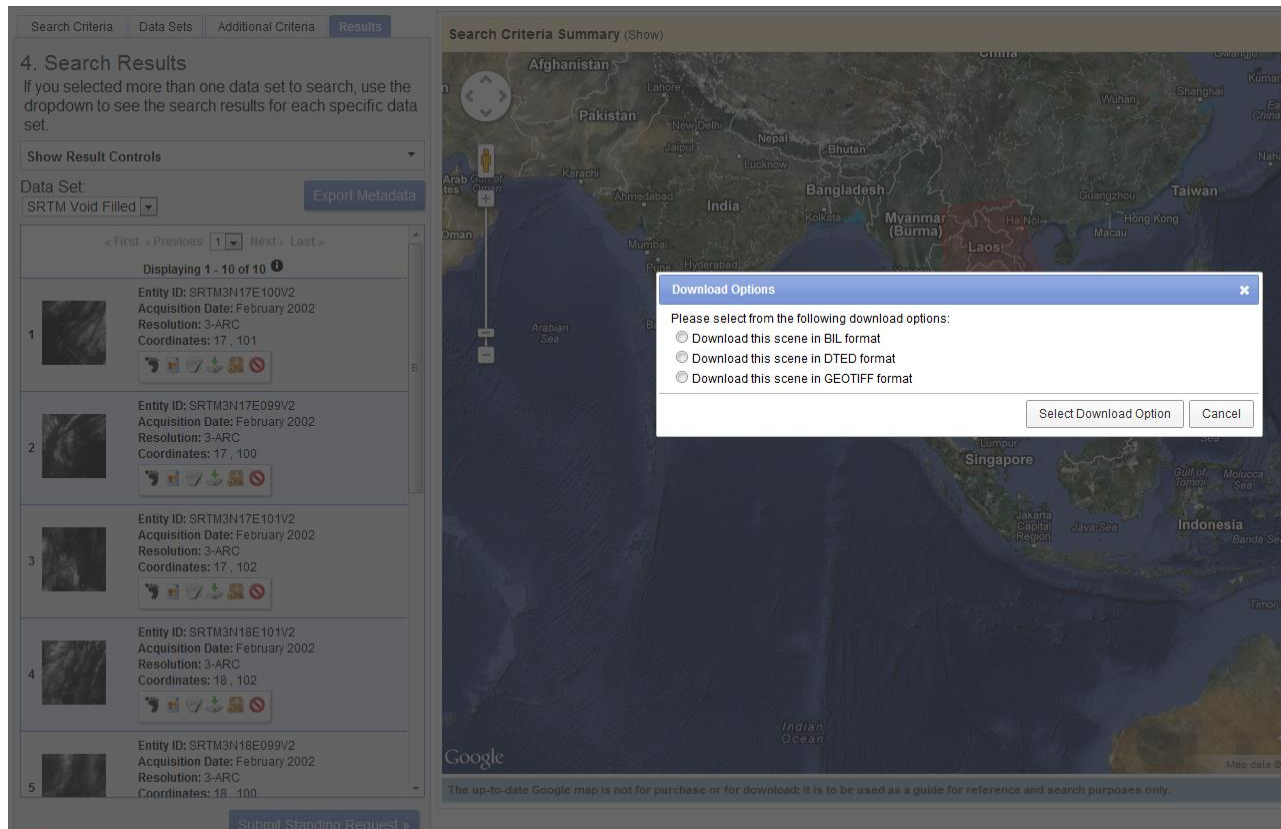 Search Criteria
Data Sets
Additional Criteria
Results
4. Search Results
If you selected more than one data set to search, use the
dropdown to see the search results for each specific data
set.
Show Result Controls
Data Set:
SRTM Void Filled
Export Metadata
« First ‹ Previous 1 Next › Last »
Displaying 1 - 10 of 10
1
Entity ID: SRTM3N17E100V2
Acquisition Date: February 2002
Resolution: 3-ARC
Coordinates: 17 , 101
2
Entity ID: SRTM3N17E099V2
Acquisition Date: February 2002
Resolution: 3-ARC
Coordinates: 17 , 100
3
Entity ID: SRTM3N17E101V2
Acquisition Date: February 2002
Resolution: 3-ARC
Coordinates: 17 , 102
4
Entity ID: SRTM3N18E101V2
Acquisition Date: February 2002
Resolution: 3-ARC
Coordinates: 18 , 102
5
Entity ID: SRTM3N18E099V2
Acquisition Date: February 2002
Resolution: 3-ARC
Coordinates: 18 , 100
Submit Standing Request »
Search Criteria Summary (Show)
Afghanistan
China
Lahore
Pakistan
New Delhi
Jaipur
Nepal
Bhutan
Lucknow
Karachi
Wuhan
Shanghai
Ahmedabad
India
Bangladesh
Kolkata
Myanmar
(Burma)
Guangzhou
Taiwan
Hong Kong
Macau
Hà Nội
Laos
Oman
Mumbai
Pune
Hyderabad
Arabian
Sea
Download Options
Please select from the following download options:
Download this scene in BIL format
Download this scene in DTED format
Download this scene in GEOTIFF format
Select Download Option
Cancel
Lumpur
Singapore
Gulf of
Tomini
Molucca
Sea
Jakarta
Capital
Region
Java Sea
Indonesia
Banda Se
Timor
Indian
Ocean
Google
Map data ©
The up-to-date Google map is not for purchase or for download; it is to be used as a guide for reference and search purposes only.